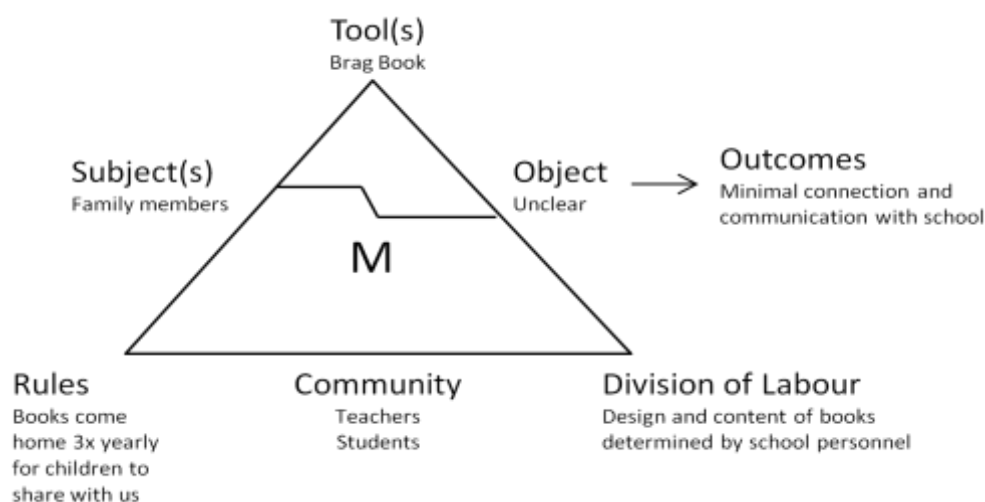 Tool(s)
Brag Book
Subject(s)
Family members
Object
Unclear
Outcomes
Minimal connection and
communication with school
M
Rules
Books come
home 3x yearly
for children to
share with us
Community
Teachers
Students
Division of Labour
Design and content of books
determined by school personnel